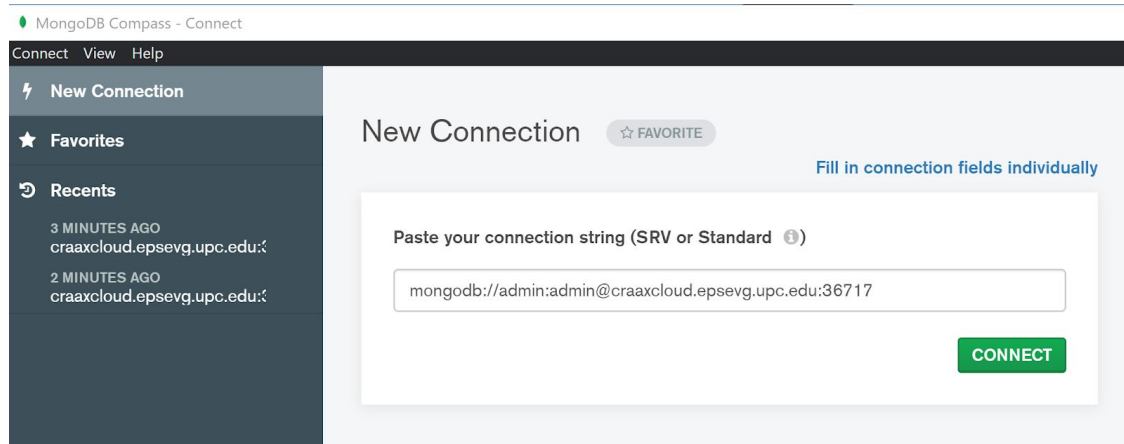 MongoDB Compass - Connect
Connect View Help
New Connection
Favorites
Recents
3 MINUTES AGO
craaxcloud.epsevg.upc.edu:
2 MINUTES AGO
craaxcloud.epsevg.upc.edu:
New Connection
FAVORITE
Fill in connection fields individually
Paste your connection string (SRV or Standard )
mongodb://admin:admin@craaxcloud.epsevg.upc.edu:36717
CONNECT